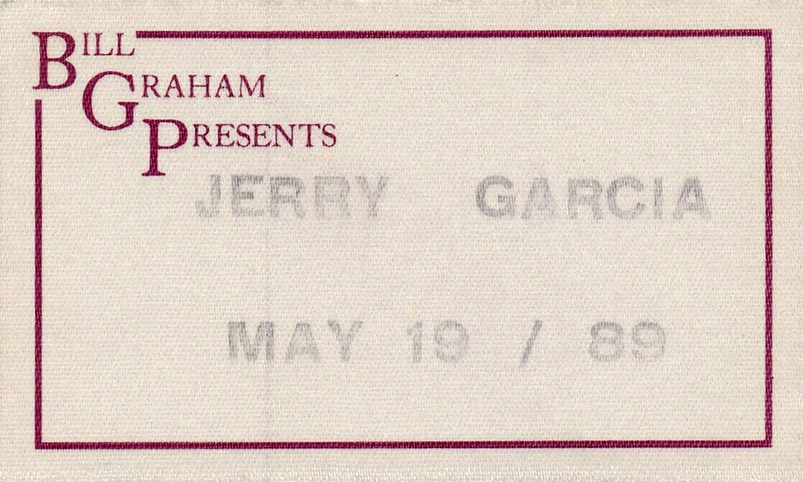 BILL
GRAHAM
PRESENTS
JERRY GARCIA
MAY 19 / 89